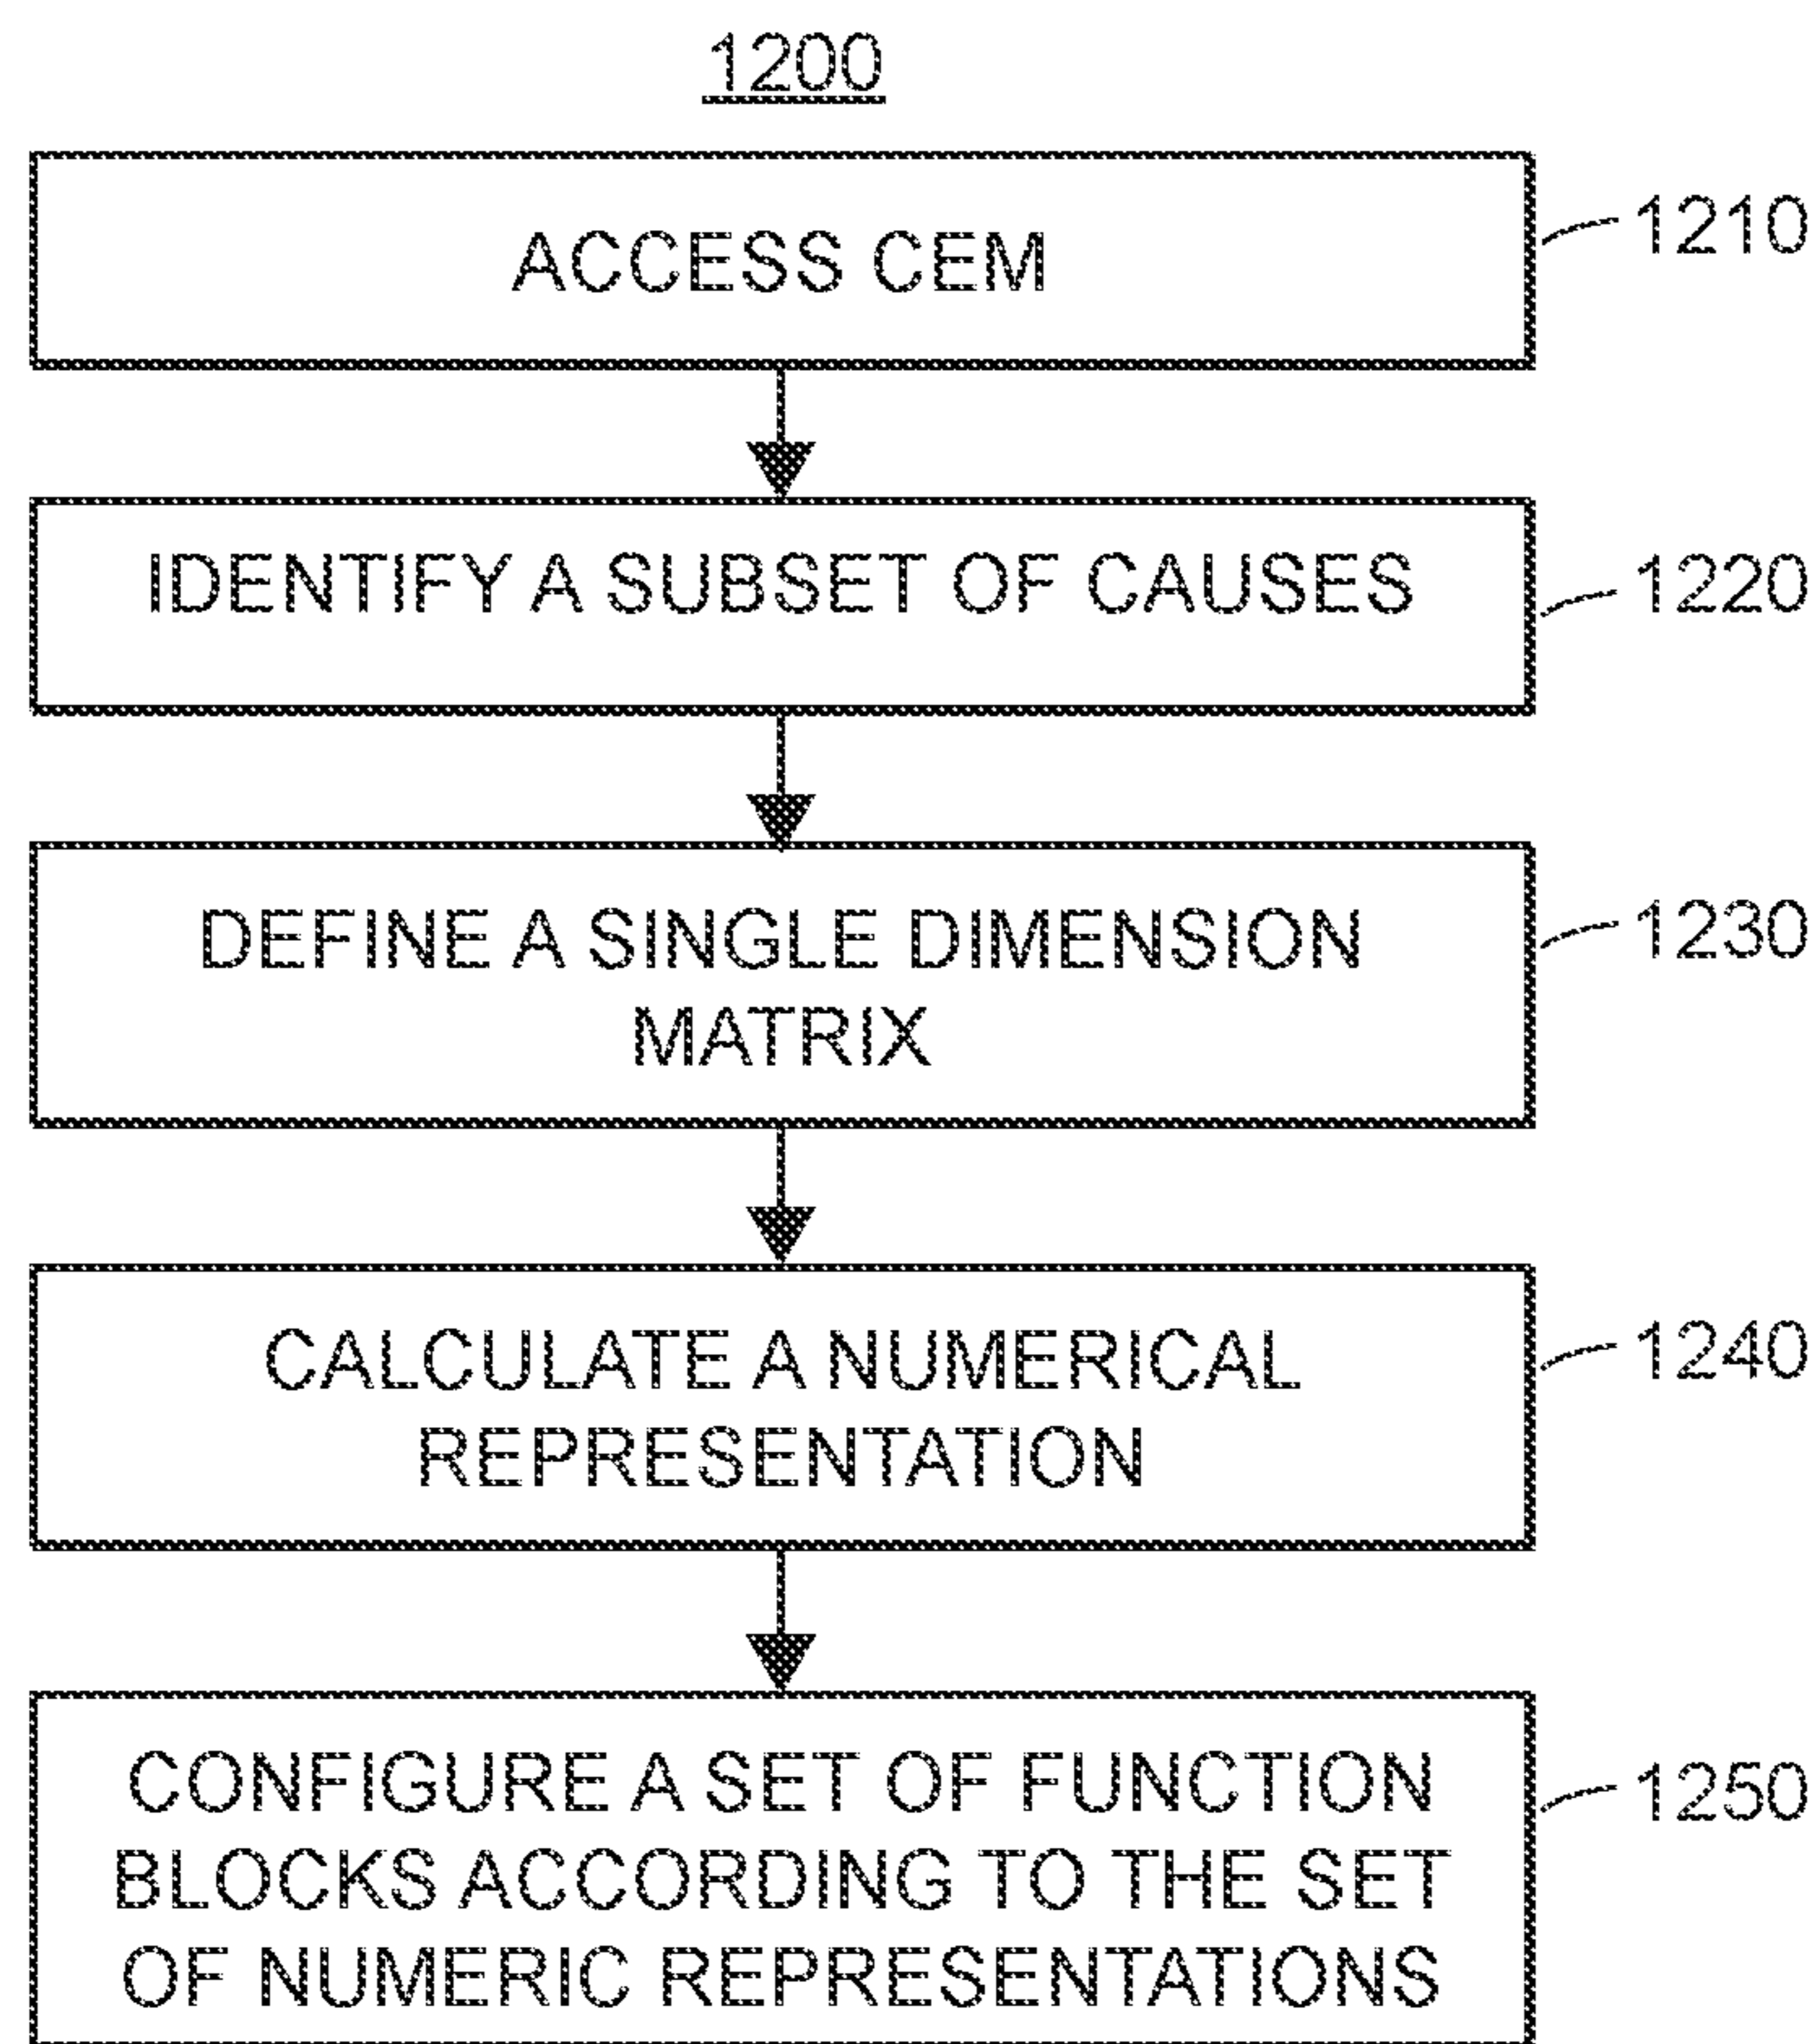 1200
ACCESS CEM
1210
IDENTIFY A SUBSET OF CAUSES
1220
DEFINE A SINGLE DIMENSION
MATRIX
1230
CALCULATE A NUMERICAL
REPRESENTATION
1240
CONFIGURE A SET OF FUNCTION
BLOCKS ACCORDING TO THE SET
OF NUMERIC REPRESENTATIONS
1250